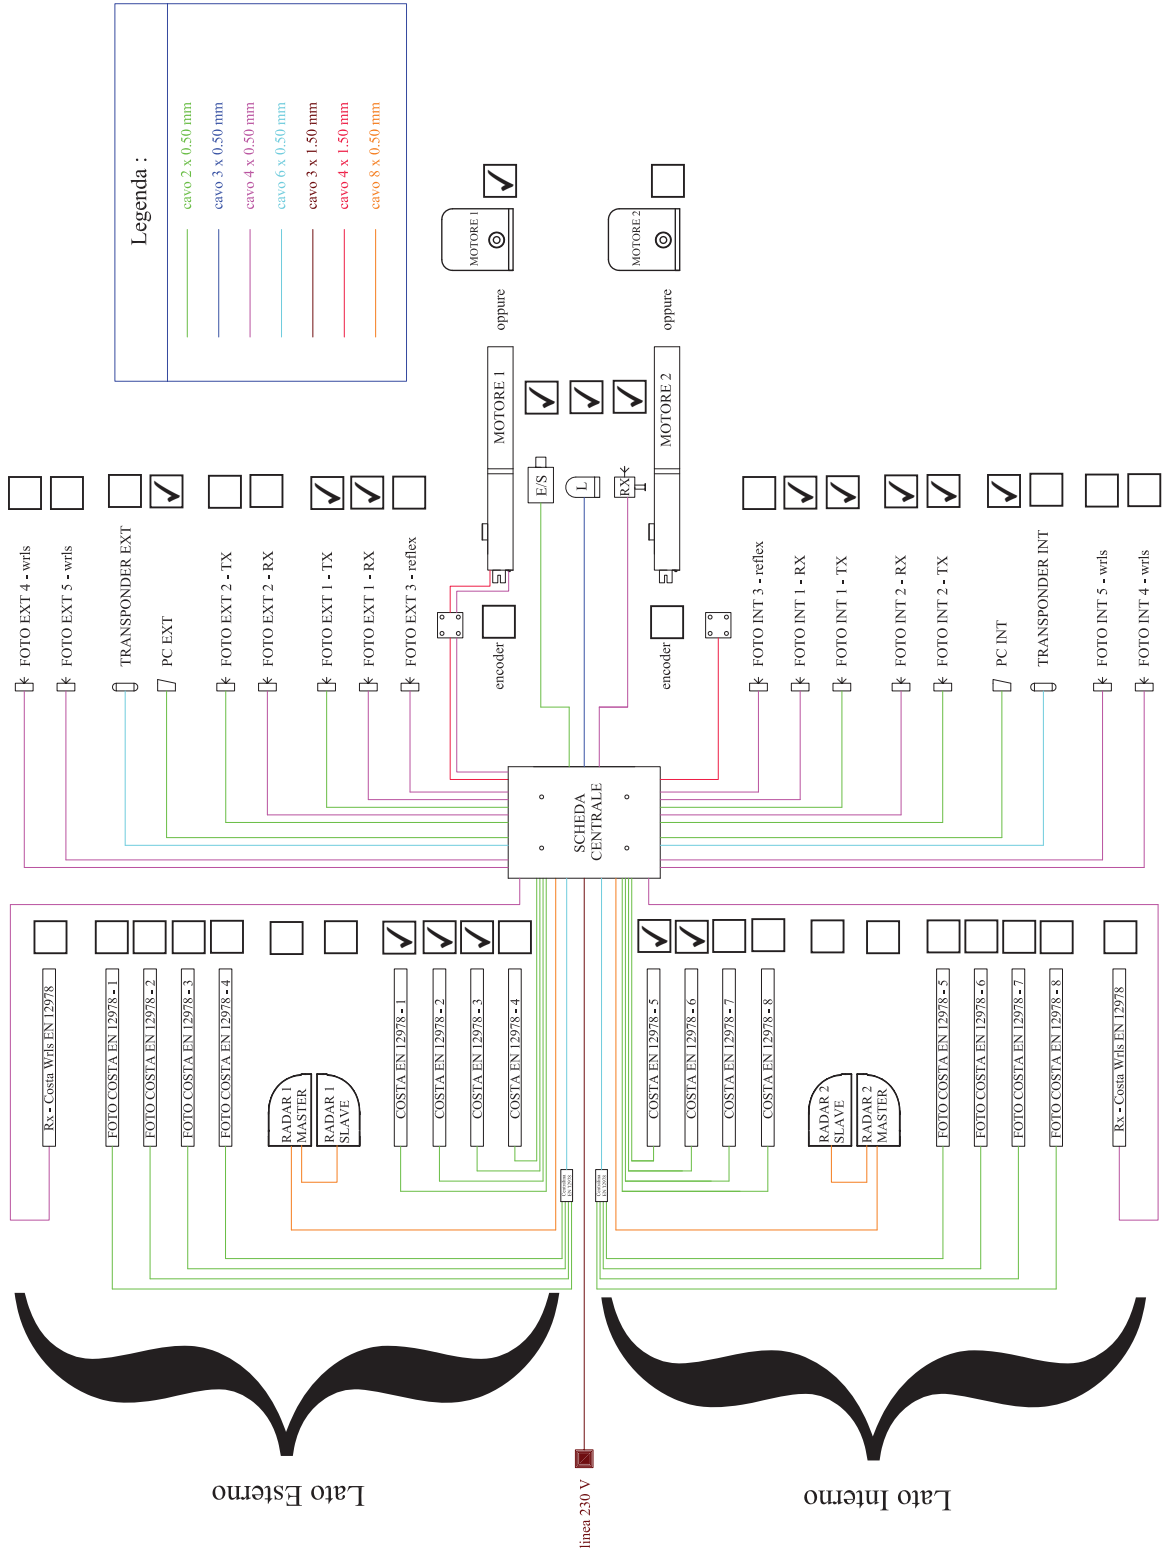 Legenda :
cavo 2 x 0.50 mm
cavo 3 x 0.50 mm
cavo 4 x 0.50 mm
cavo 6 x 0.50 mm
cavo 3 x 1.50 mm
cavo 4 x 1.50 mm
cavo 8 x 0.50 mm
FOTO EXT 4 - wrls
FOTO EXT 5 - wrls
TRANSPONDER EXT
PC EXT
FOTO EXT 2 - TX
FOTO EXT 2 - RX
FOTO EXT 1 - TX
FOTO EXT 1 - RX
FOTO EXT 3 - reflex
encoder
MOTORE 1
oppure
MOTORE 1
E/S
L
RX
encoder
MOTORE 2
oppure
MOTORE 2
FOTO INT 3 - reflex
FOTO INT 1 - RX
FOTO INT 1 - TX
FOTO INT 2 - RX
FOTO INT 2 - TX
PC INT
TRANSPONDER INT
FOTO INT 5 - wrls
FOTO INT 4 - wrls
SCHEDA
CENTRALE
Rx - Costa Wrls EN 12978
FOTO COSTA EN 12978 - 1
FOTO COSTA EN 12978 - 2
FOTO COSTA EN 12978 - 3
FOTO COSTA EN 12978 - 4
RADAR 1
MASTER
RADAR 1
SLAVE
COSTA EN 12978 - 1
COSTA EN 12978 - 2
COSTA EN 12978 - 3
COSTA EN 12978 - 4
COSTA EN 12978 - 5
COSTA EN 12978 - 6
COSTA EN 12978 - 7
COSTA EN 12978 - 8
RADAR 2
SLAVE
RADAR 2
MASTER
FOTO COSTA EN 12978 - 5
FOTO COSTA EN 12978 - 6
FOTO COSTA EN 12978 - 7
FOTO COSTA EN 12978 - 8
Rx - Costa Wrls EN 12978
EN 12978
EN 12978
Lato Esterno
linea 230 V
Lato Interno